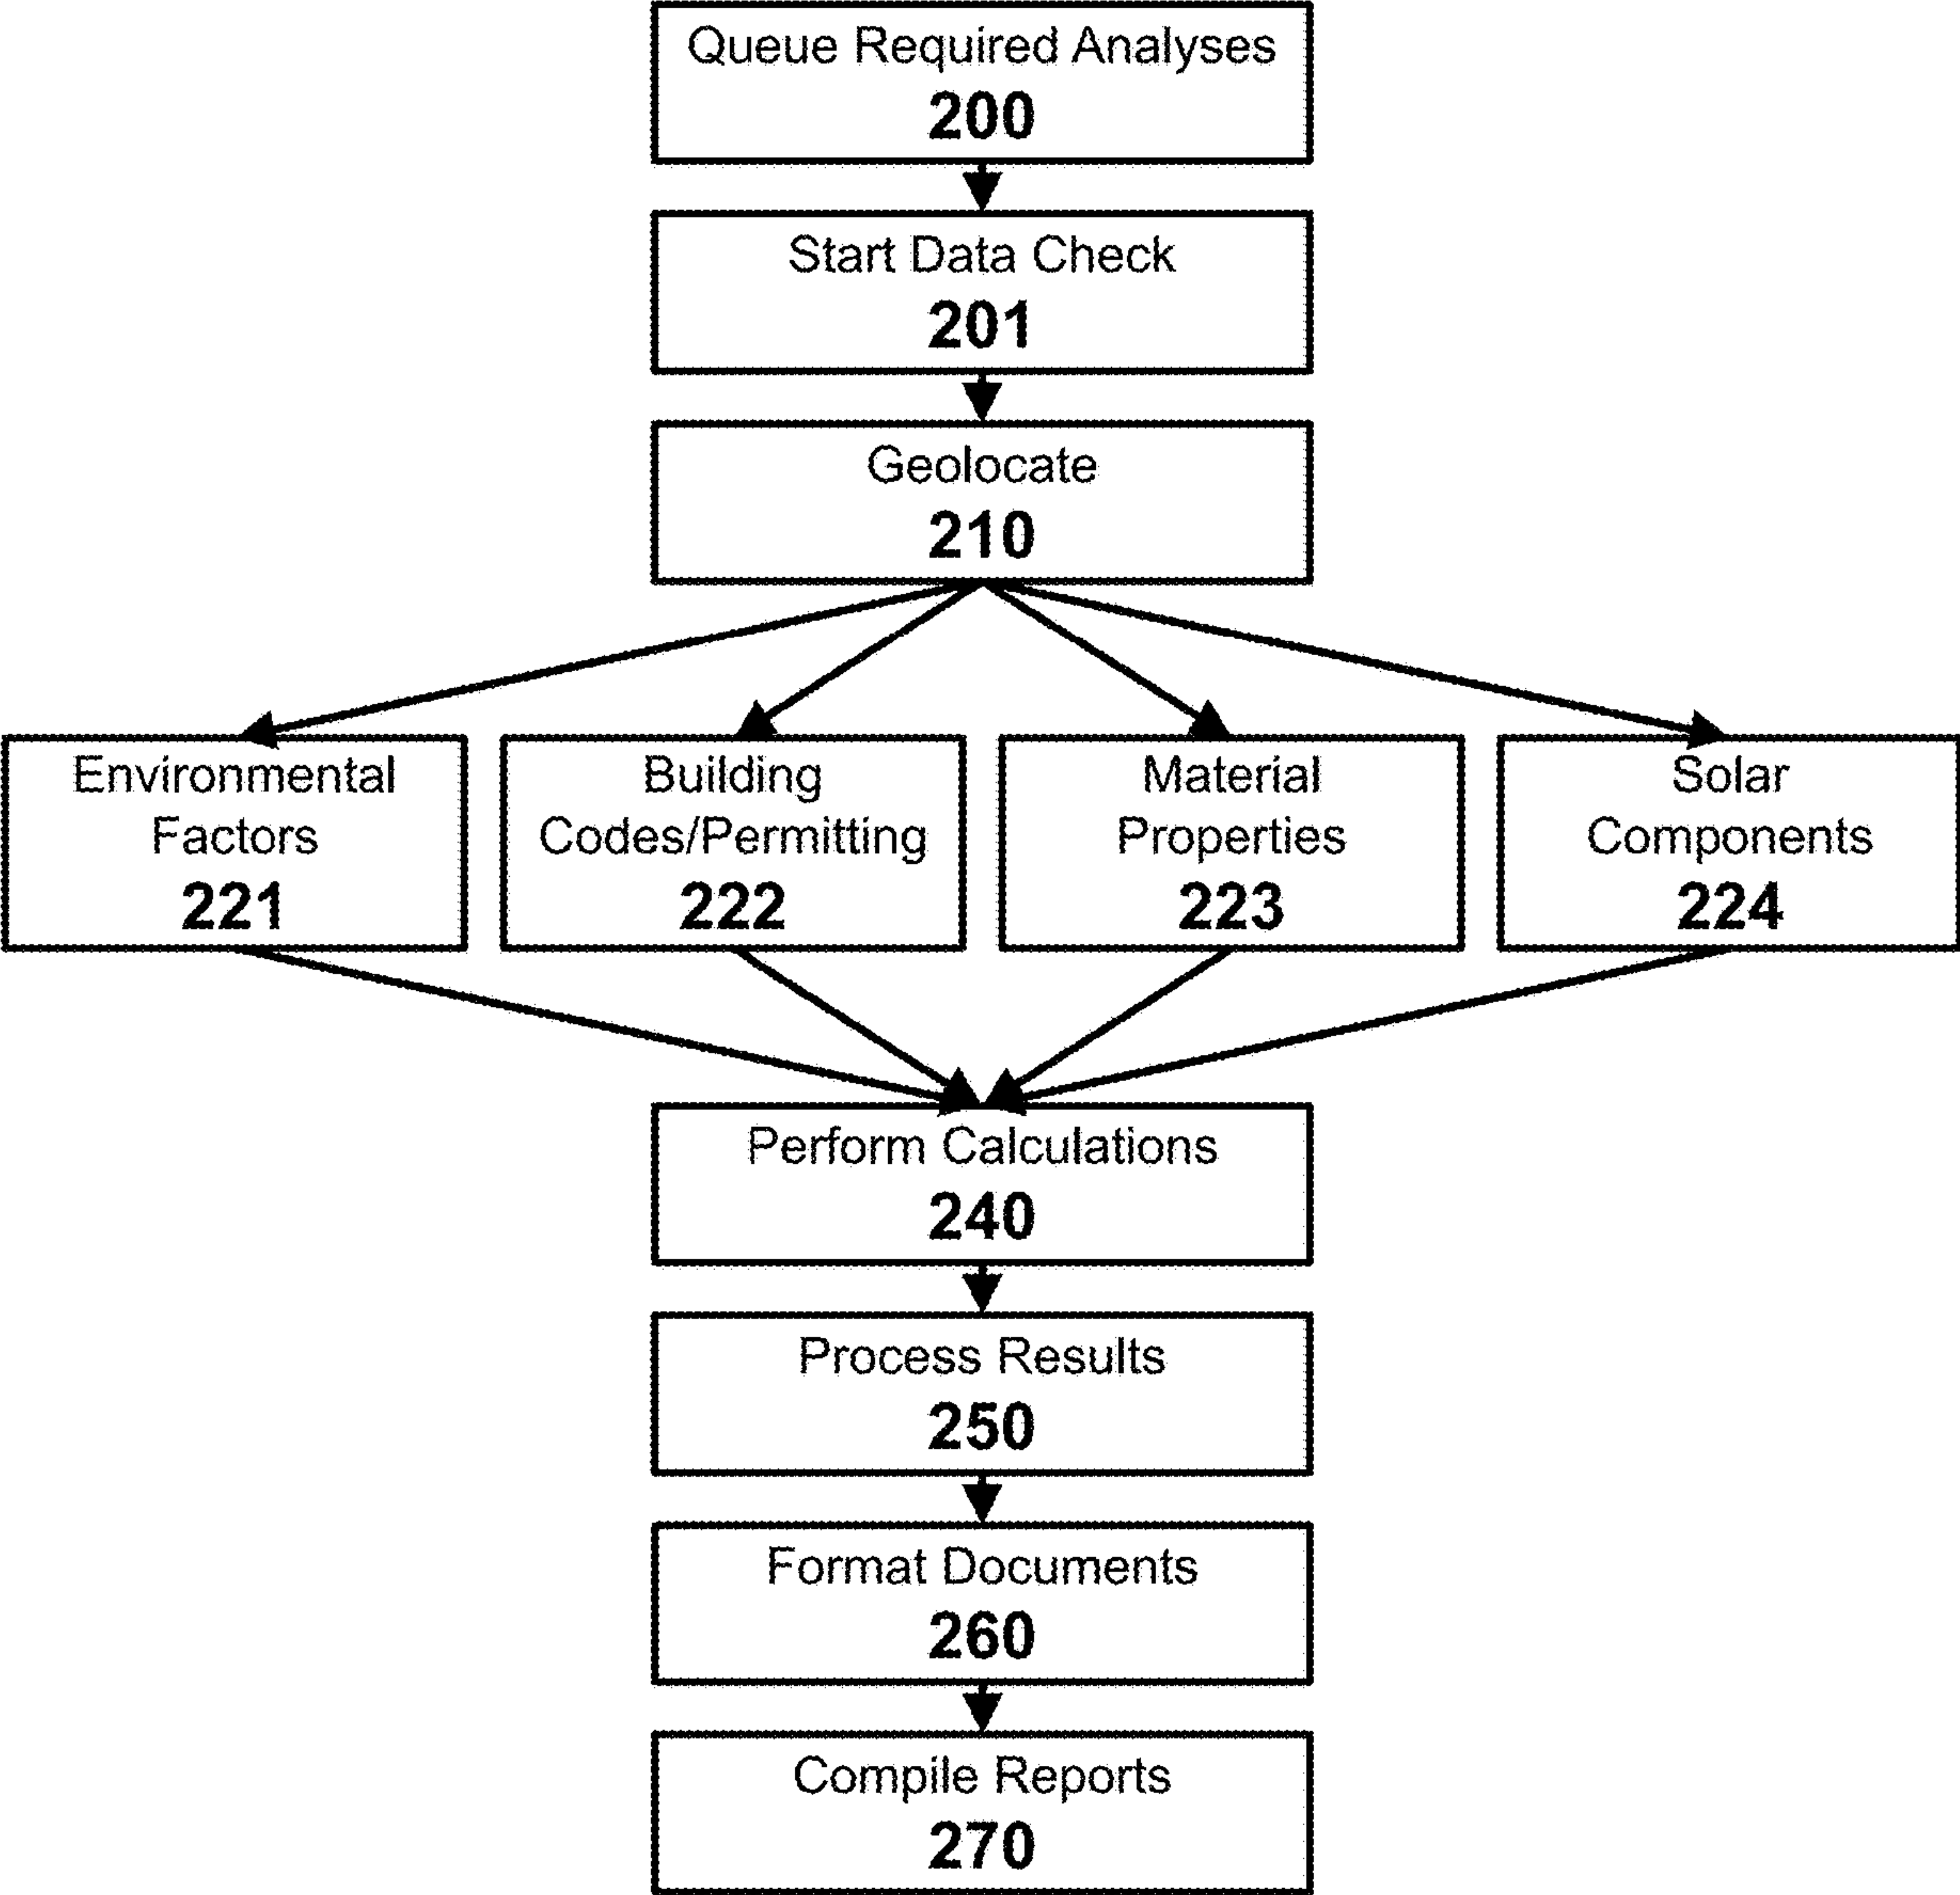 Queue Required Analyses
200
Start Data Check
201
Geolocate
210
Environmental
Factors
221
Building
Codes/Permitting
222
Material
Properties
223
Solar
Components
224
Perform Calculations
240
Process Results
250
Format Documents
260
Compile Reports
270